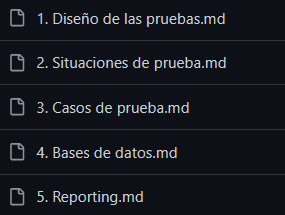 1. Diseño de las pruebas.md
2. Situaciones de prueba.md
3. Casos de prueba.md
4. Bases de datos.md
5. Reporting.md